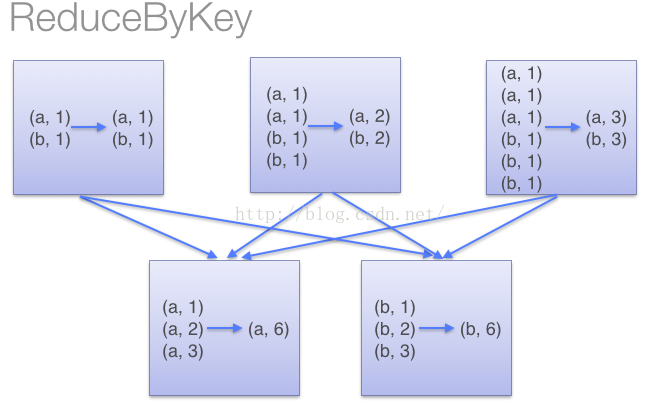 ReduceByKey
(a, 1)
(b, 1)
(a, 1)
(b, 1)
(a, 1)
(a, 1)
(b, 1)
(b, 1)
(a, 2)
(b, 2)
(a, 1)
(a, 1)
(a, 1)
(b, 1)
(b, 1)
(b, 1)
(a, 3)
(b, 3)
http://blog.csdn.net/
(a, 1)
(a, 2)
(a, 3)
(a, 6)
(b, 1)
(b, 2)
(b, 3)
(b, 6)